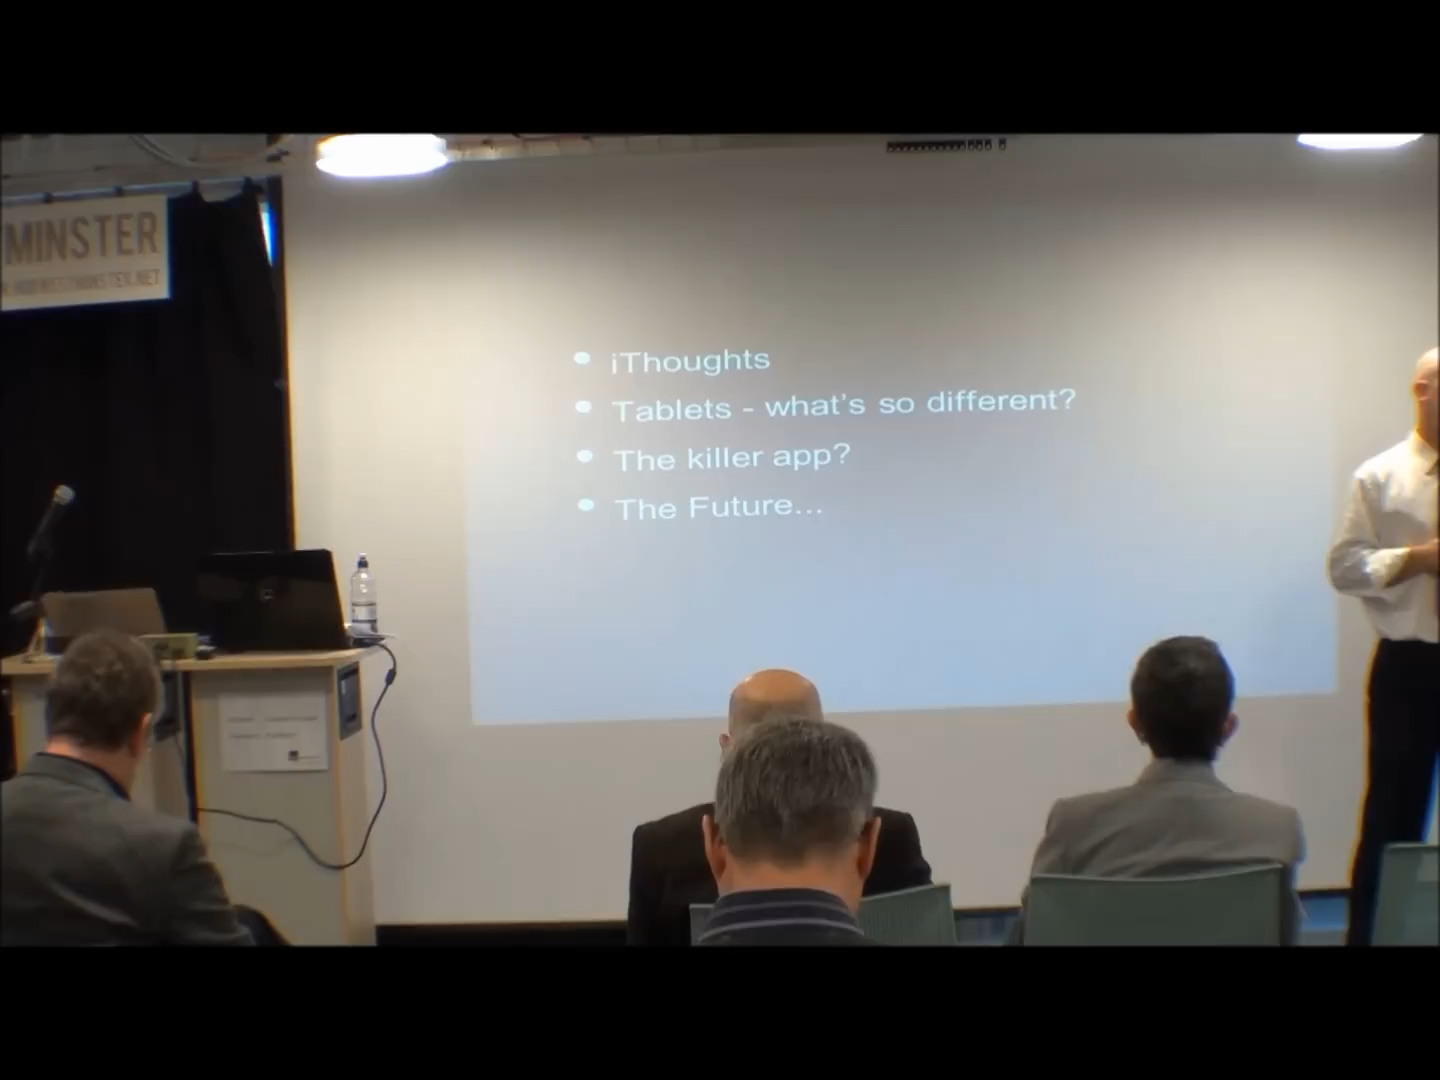 MINSTER
iThoughts
Tablets - what's so different?
The killer app?
The Future...